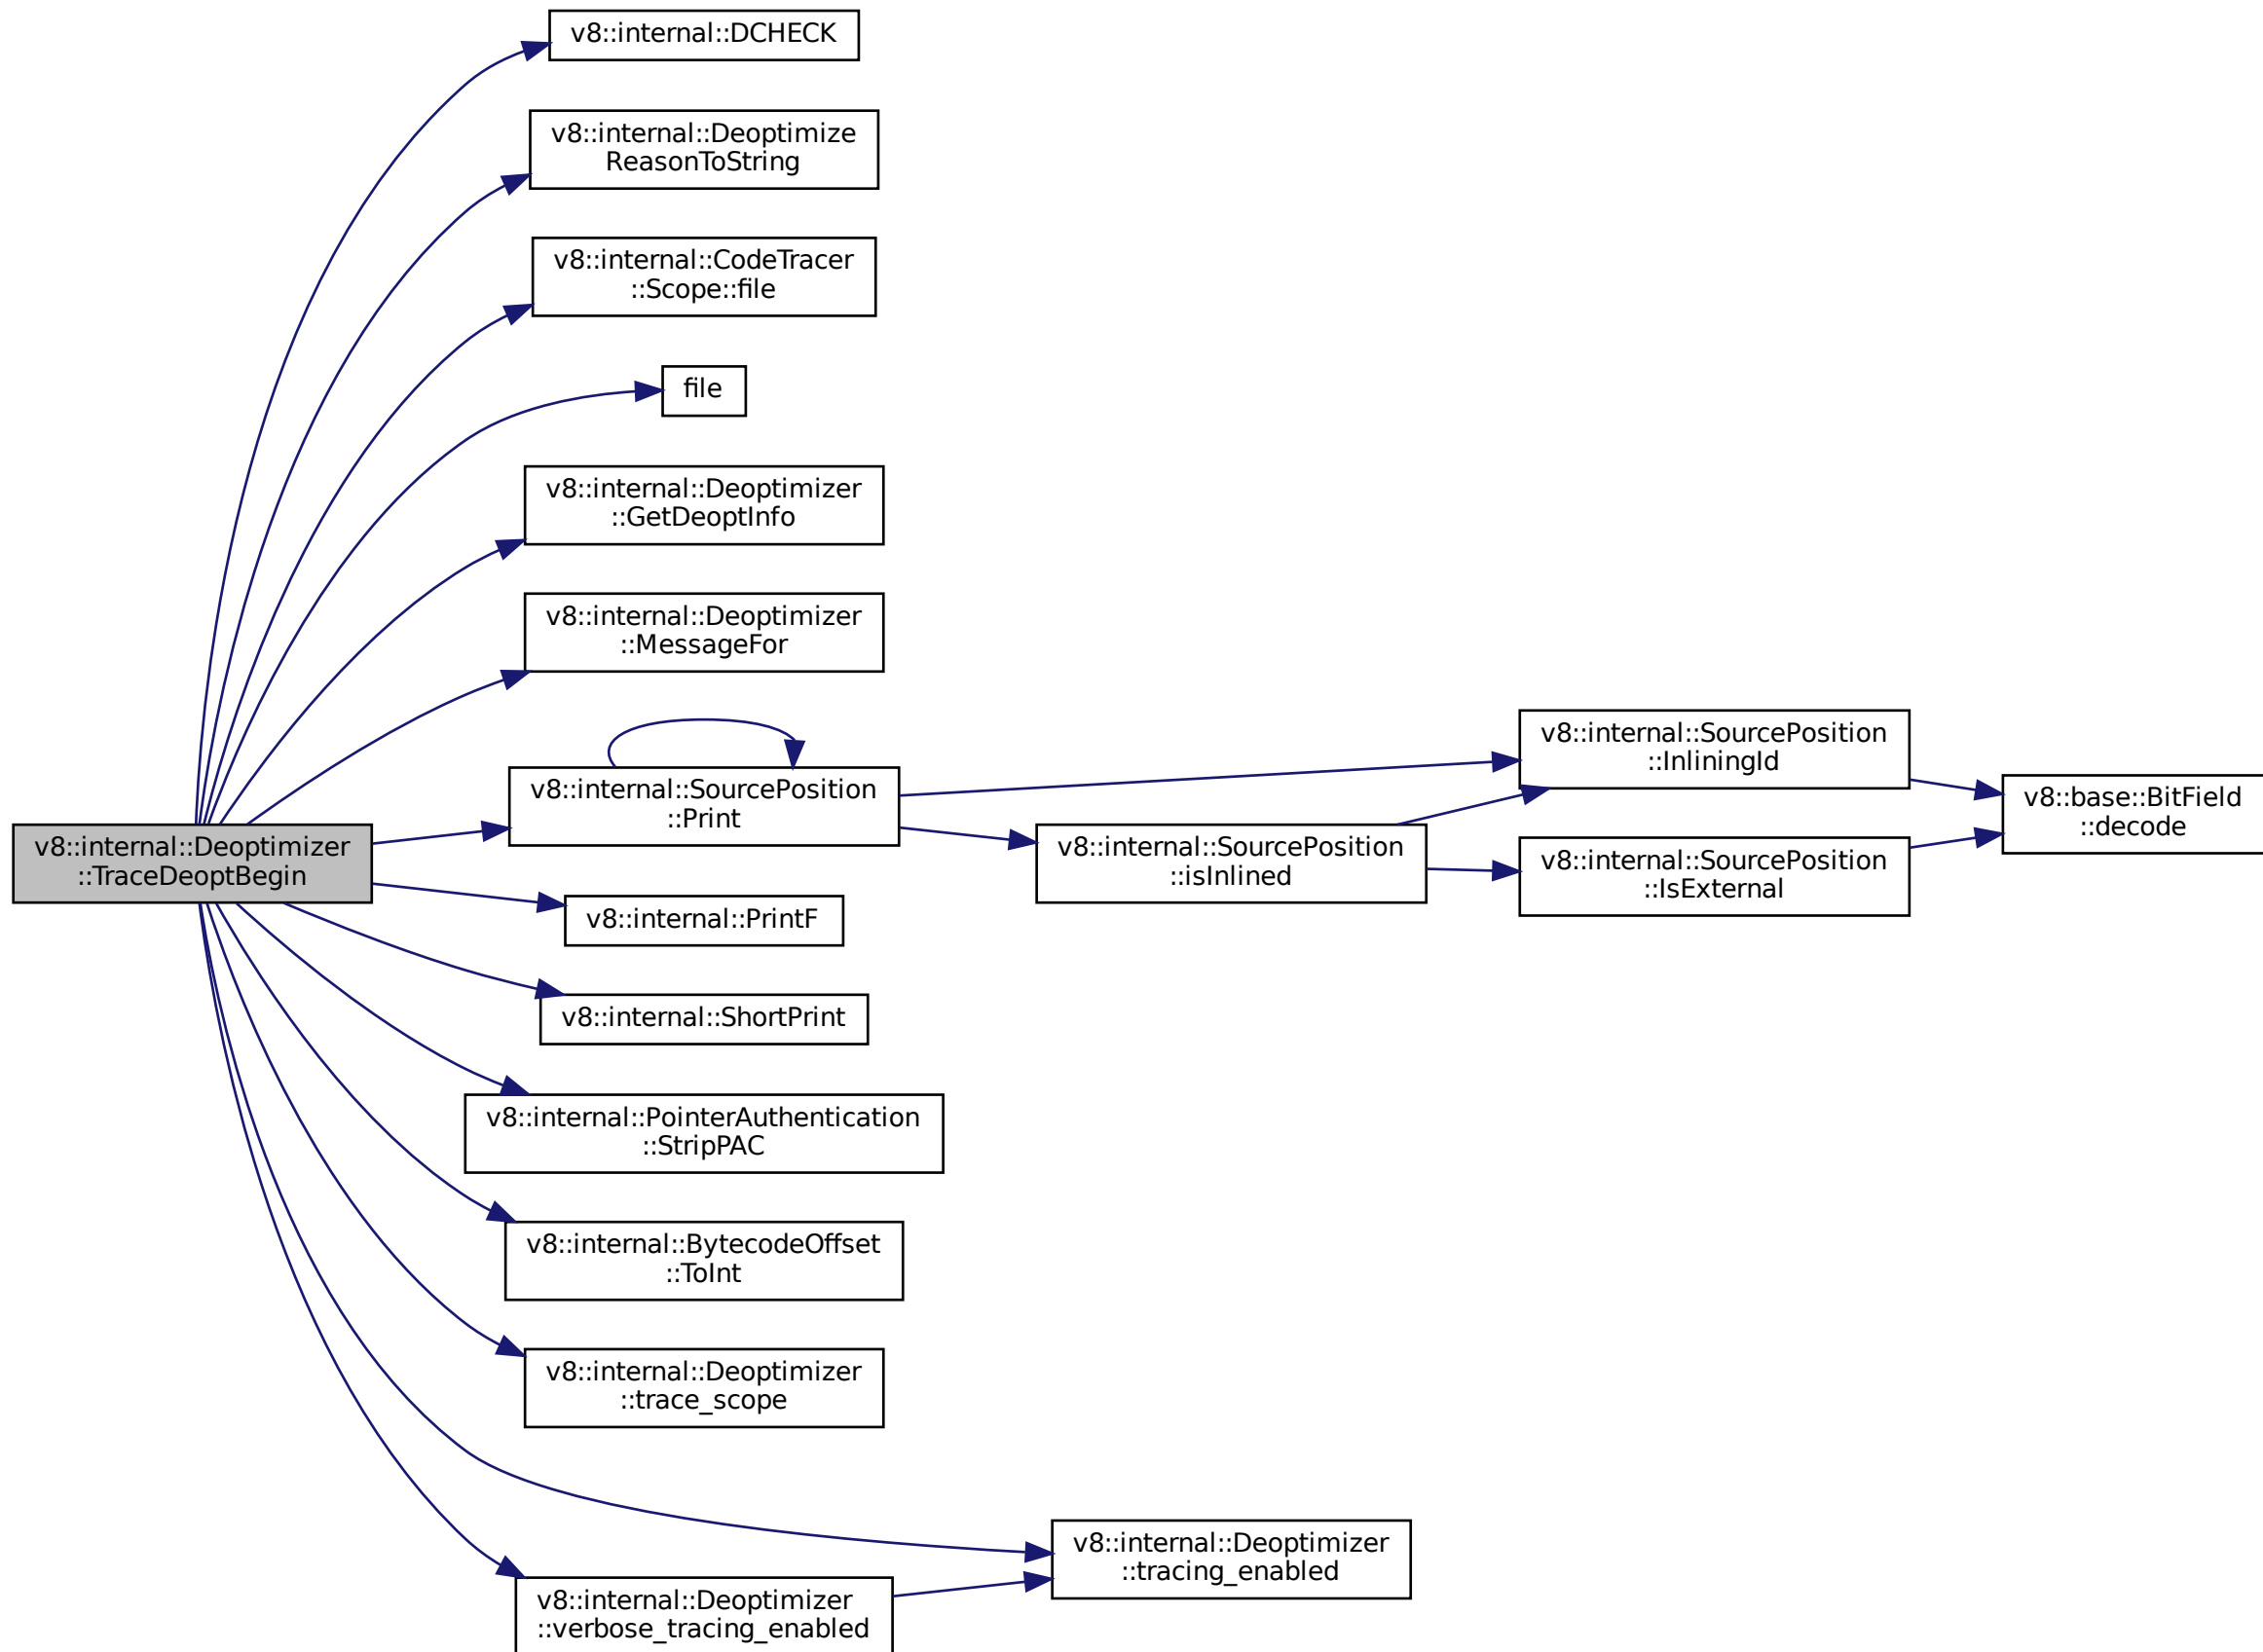 v8::internal::DCHECK
v8::internal::Deoptimize
ReasonToString
v8::internal::CodeTracer
::Scope::file
file
v8::internal::Deoptimizer
::GetDeoptInfo
v8::internal::Deoptimizer
::MessageFor
v8::internal::SourcePosition
::Print
v8::internal::SourcePosition
::InliningId
v8::base::BitField
::decode
v8::internal::Deoptimizer
::TraceDeoptBegin
v8::internal::SourcePosition
::isInlined
v8::internal::SourcePosition
::IsExternal
v8::internal::PrintF
v8::internal::ShortPrint
v8::internal::PointerAuthentication
::StripPAC
v8::internal::BytecodeOffset
::ToInt
v8::internal::Deoptimizer
::trace_scope
v8::internal::Deoptimizer
::tracing_enabled
v8::internal::Deoptimizer
::verbose_tracing_enabled